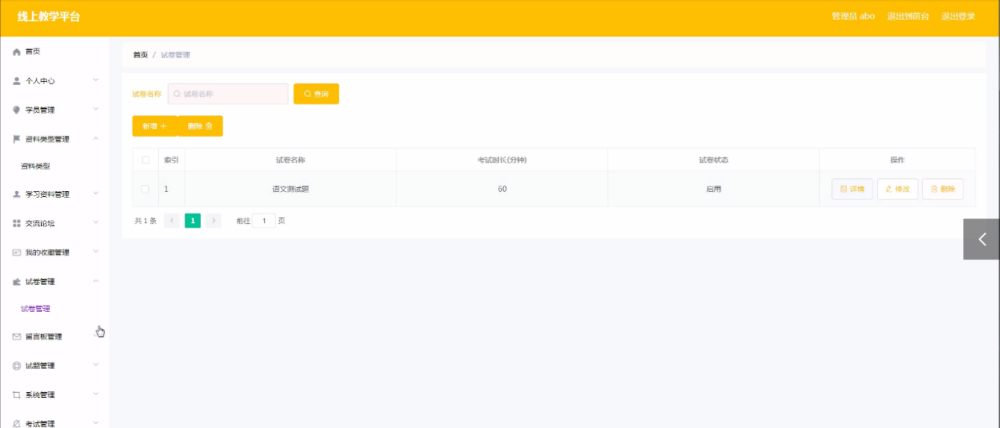 线上教学平台
管理员 abo 退出到前台 退出登录
首页
首页 / 试卷管理
个人中心
试卷名称 试卷名称 查询
学员管理
新增 + 删除
资料类型管理
索引 试卷名称 考试时长(分钟) 试卷状态 操作
资料类型
1 语文测试题 60 启用 详情 修改 删除
学习资料管理
共 1 条 < 1 > 前往 1 页
交流论坛
我的收藏管理
试卷管理
试卷管理
留言板管理
试题管理
系统管理
考试管理